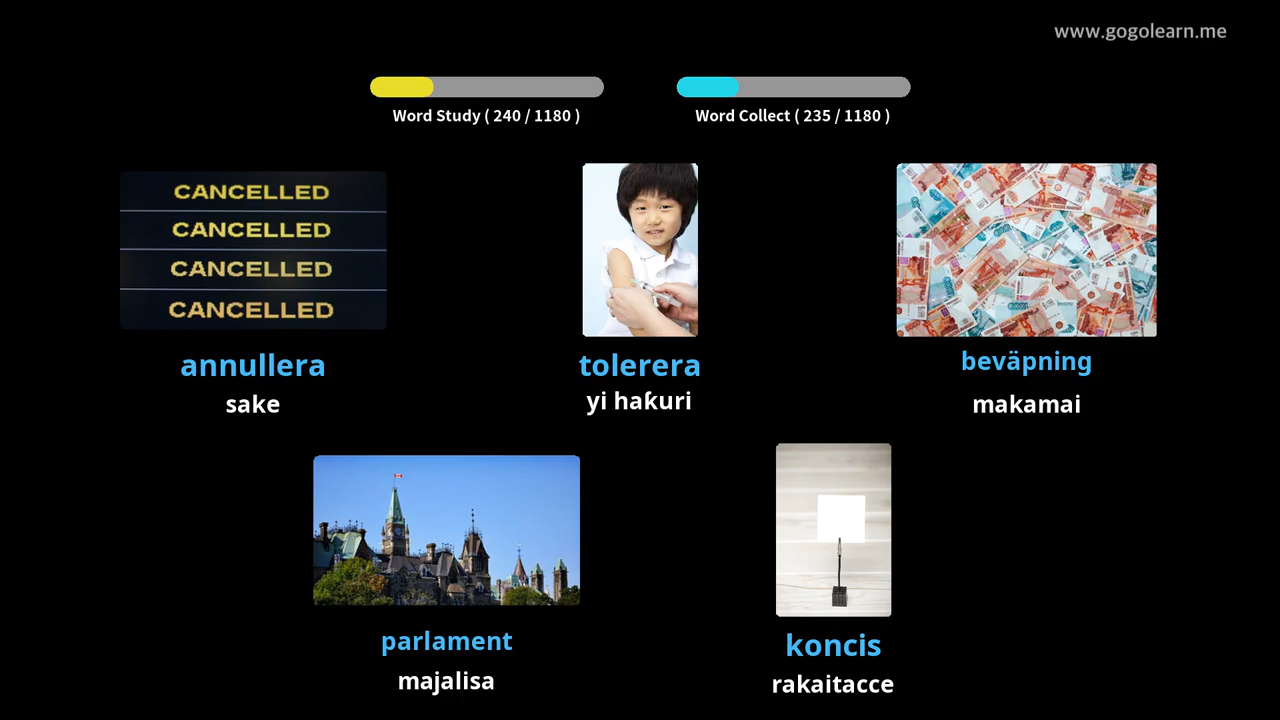 www.gogolearn.me
Word Study ( 240 / 1180 )
Word Collect ( 235 / 1180 )
CANCELLED
CANCELLED
CANCELLED
CANCELLED
annullera
sake
tolerera
yi haƙuri
beväpning
makamai
parlament
majalisa
koncis
rakaitacce